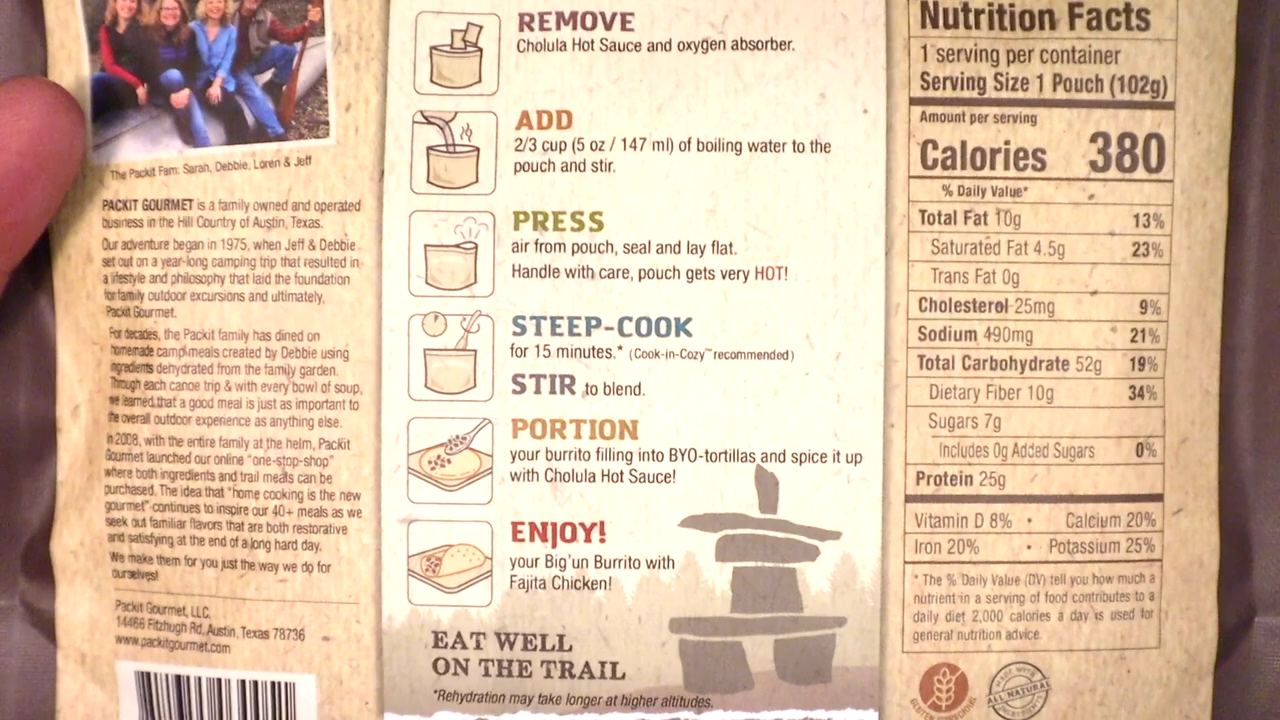 The Packit Fam: Sarah, Debbie, Loren & Jeff
PACKIT GOURMET is a family owned and operated
business in the Hill Country of Austin, Texas.
Our adventure began in 1975, when Jeff & Debbie
set out on a year-long camping trip that resulted in
a lifestyle and philosophy that laid the foundation
for family outdoor excursions and ultimately,
Packit Gourmet.
For decades, the Packit family has dined on
homemade camp meals created by Debbie using
ingredients dehydrated from the family garden.
Through each canoe trip & with every bowl of soup,
we learned that a good meal is just as important to
the overall outdoor experience as anything else.
In 2008, with the entire family at the helm, Packit
Gourmet launched our online "one-stop-shop"
where both ingredients and trail meals can be
purchased. The idea that "home cooking is the new
gourmet" continues to inspire our 40+ meals as we
seek out familiar flavors that are both restorative
and satisfying at the end of a long hard day.
We make them for you just the way we do for
ourselves!
Packit Gourmet, LLC.
14466 Fitzhugh Rd. Austin, Texas 78736
www.packitgourmet.com
REMOVE
Cholula Hot Sauce and oxygen absorber.
ADD
2/3 cup (5 oz / 147 ml) of boiling water to the
pouch and stir.
PRESS
air from pouch, seal and lay flat.
Handle with care, pouch gets very HOT!
STEEP-COOK
for 15 minutes.* (Cook-in-Cozy™ recommended)
STIR to blend.
PORTION
your burrito filling into BYO-tortillas and spice it up
with Cholula Hot Sauce!
ENJOY!
your Big'un Burrito with
Fajita Chicken!
EAT WELL
ON THE TRAIL
*Rehydration may take longer at higher altitudes.
Nutrition Facts
1 serving per container
Serving Size 1 Pouch (102g)
Amount per serving
Calories 380
% Daily Value*
Total Fat 10g 13%
Saturated Fat 4.5g 23%
Trans Fat 0g
Cholesterol 25mg 9%
Sodium 490mg 21%
Total Carbohydrate 52g 19%
Dietary Fiber 10g 34%
Sugars 7g
Includes 0g Added Sugars 0%
Protein 25g
Vitamin D 8% • Calcium 20%
Iron 20% • Potassium 25%
* The % Daily Value (DV) tell you how much a
nutrient in a serving of food contributes to a
daily diet 2,000 calories a day is used for
general nutrition advice.
MADE WITH
ALL NATURAL
INGREDIENTS